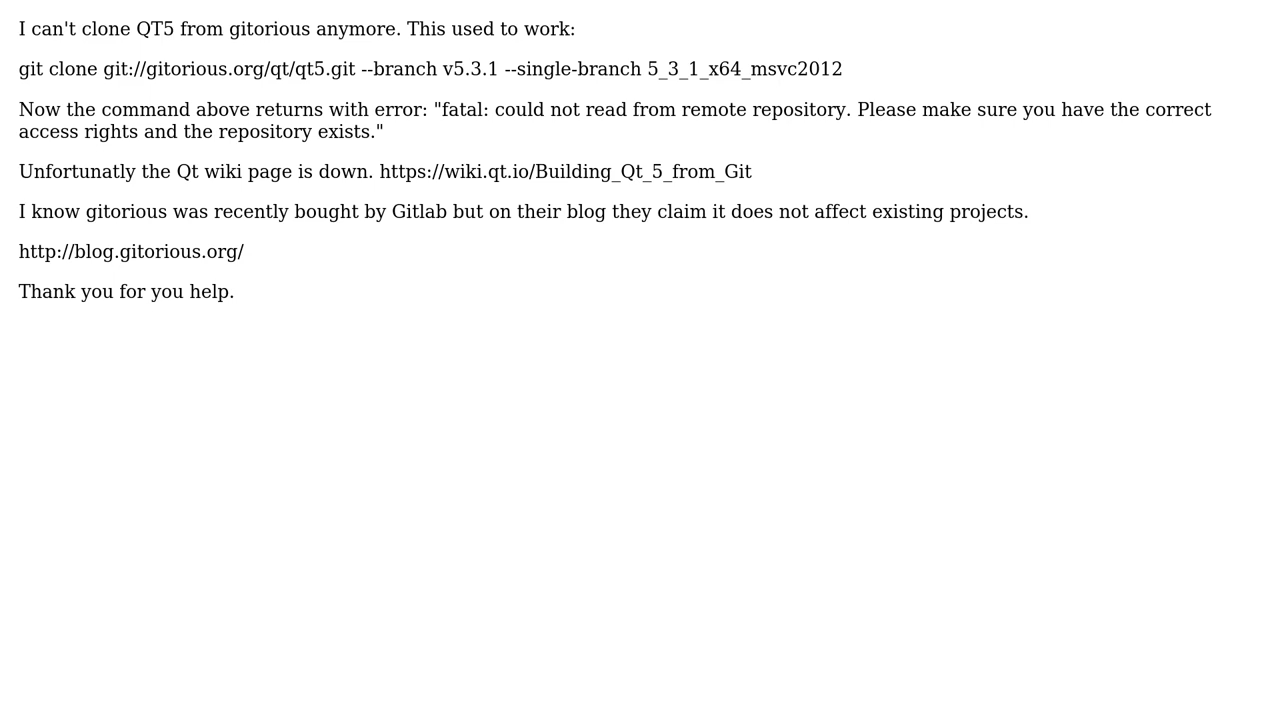 I can't clone QT5 from gitorious anymore. This used to work:
git clone git://gitorious.org/qt/qt5.git --branch v5.3.1 --single-branch 5_3_1_x64_msvc2012
Now the command above returns with error: "fatal: could not read from remote repository. Please make sure you have the correct
access rights and the repository exists."
Unfortunatly the Qt wiki page is down. https://wiki.qt.io/Building_Qt_5_from_Git
I know gitorious was recently bought by Gitlab but on their blog they claim it does not affect existing projects.
http://blog.gitorious.org/
Thank you for you help.